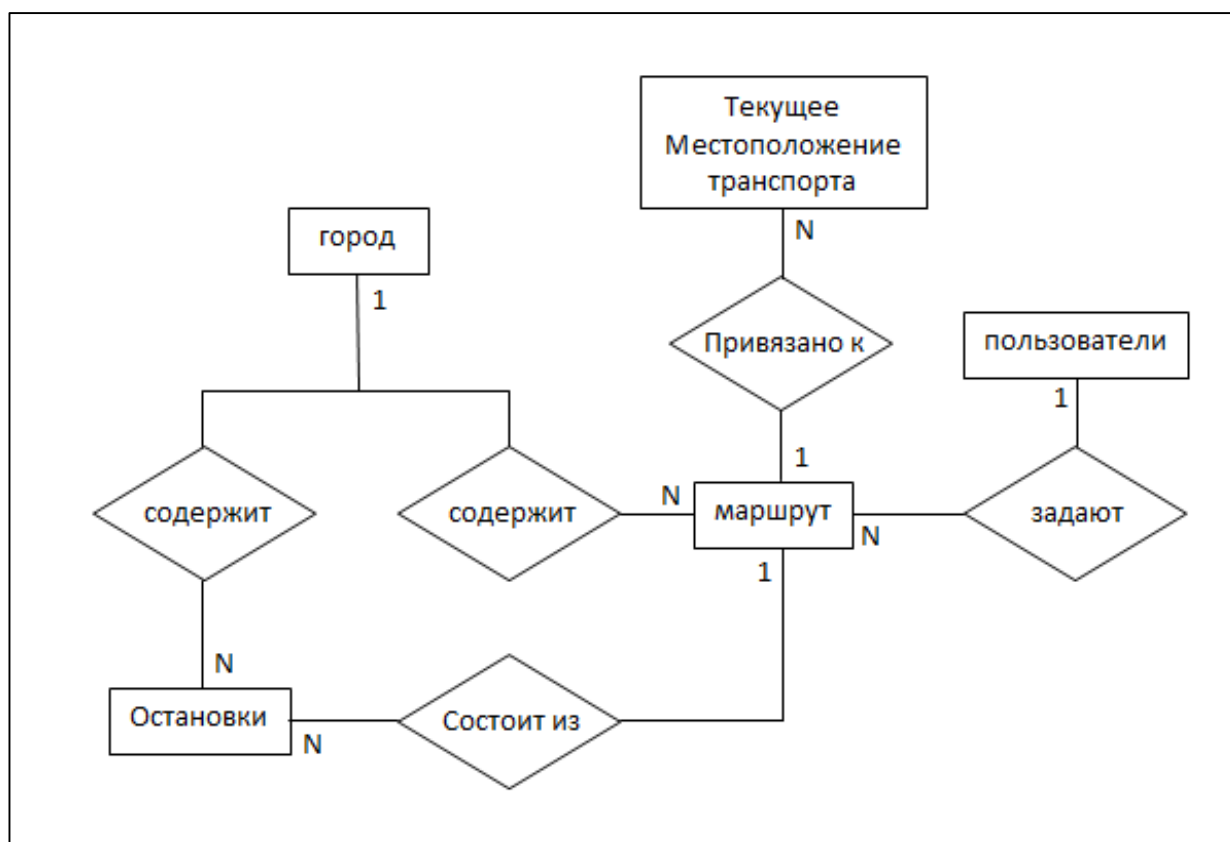 Текущее
Местоположение
транспорта
N
город
1
Привязано к
пользователи
1
1
содержит
содержит
N
маршрут
N
задают
1
N
Остановки
N
Состоит из